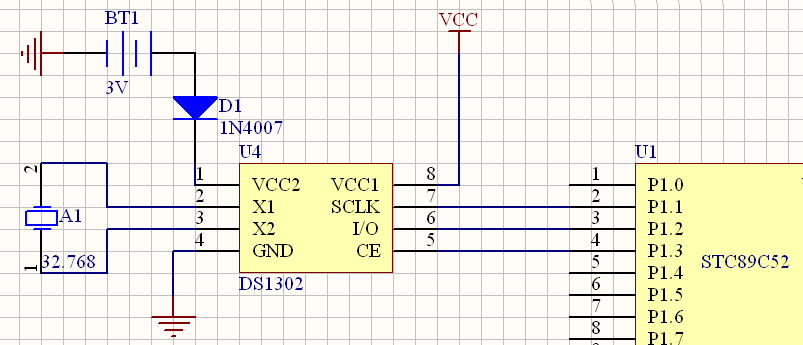 BT1
VCC
3V
D1
1N4007
U4
U1
1 VCC2 VCC1 8
2 X1 SCLK 7
3 X2 I/O 6
4 GND CE 5
DS1302
2
A1
1
32.768
1 P1.0
2 P1.1
3 P1.2
4 P1.3
5 P1.4
6 P1.5
7 P1.6
8 P1.7
STC89C52